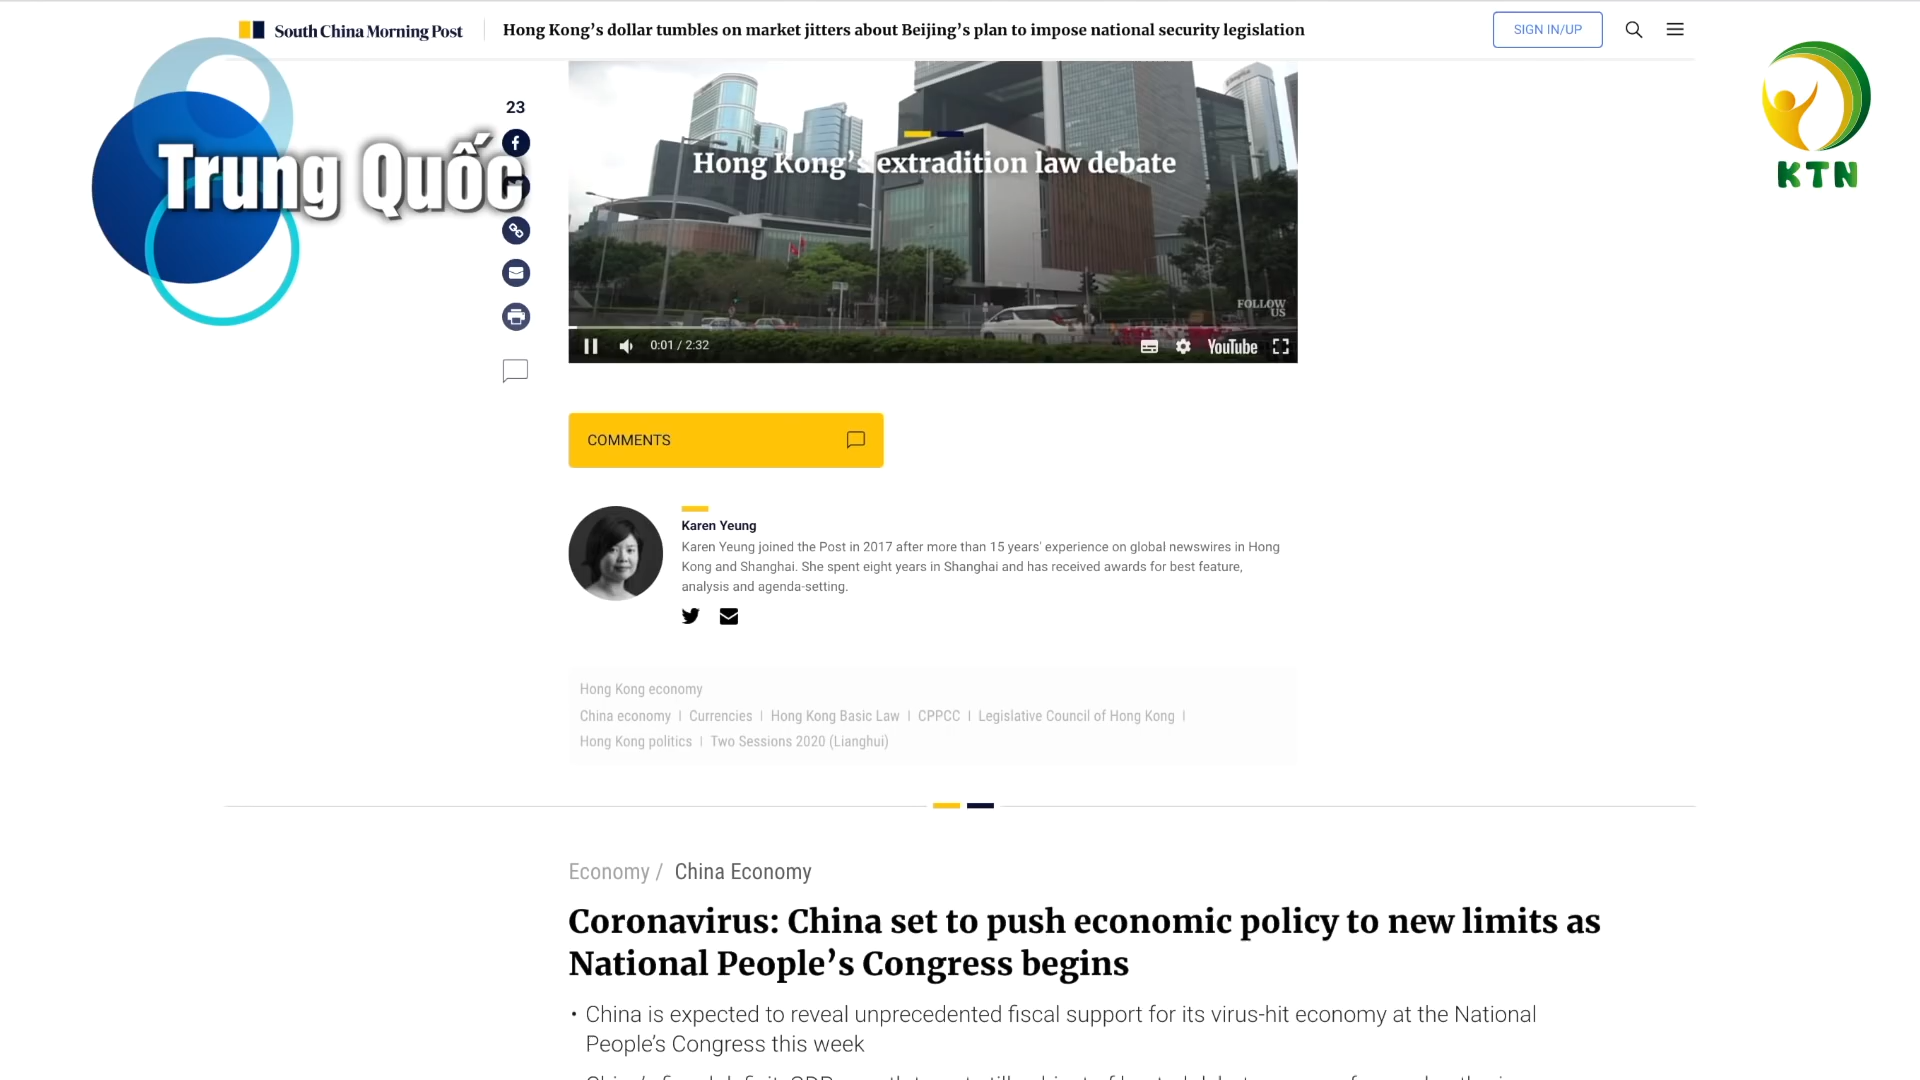 South China Morning Post
Hong Kong's dollar tumbles on market jitters about Beijing's plan to impose national security legislation
SIGN IN/UP
Trung Quốc
KTN
23
Hong Kong's extradition law debate
FOLLOW
US
0:01 / 2:32
YouTube
COMMENTS
Karen Yeung
Karen Yeung joined the Post in 2017 after more than 15 years' experience on global newswires in Hong
Kong and Shanghai. She spent eight years in Shanghai and has received awards for best feature,
analysis and agenda-setting.
Hong Kong economy
China economy | Currencies | Hong Kong Basic Law | CPPCC | Legislative Council of Hong Kong |
Hong Kong politics | Two Sessions 2020 (Lianghui)
Economy / China Economy
Coronavirus: China set to push economic policy to new limits as
National People's Congress begins
• China is expected to reveal unprecedented fiscal support for its virus-hit economy at the National
People's Congress this week